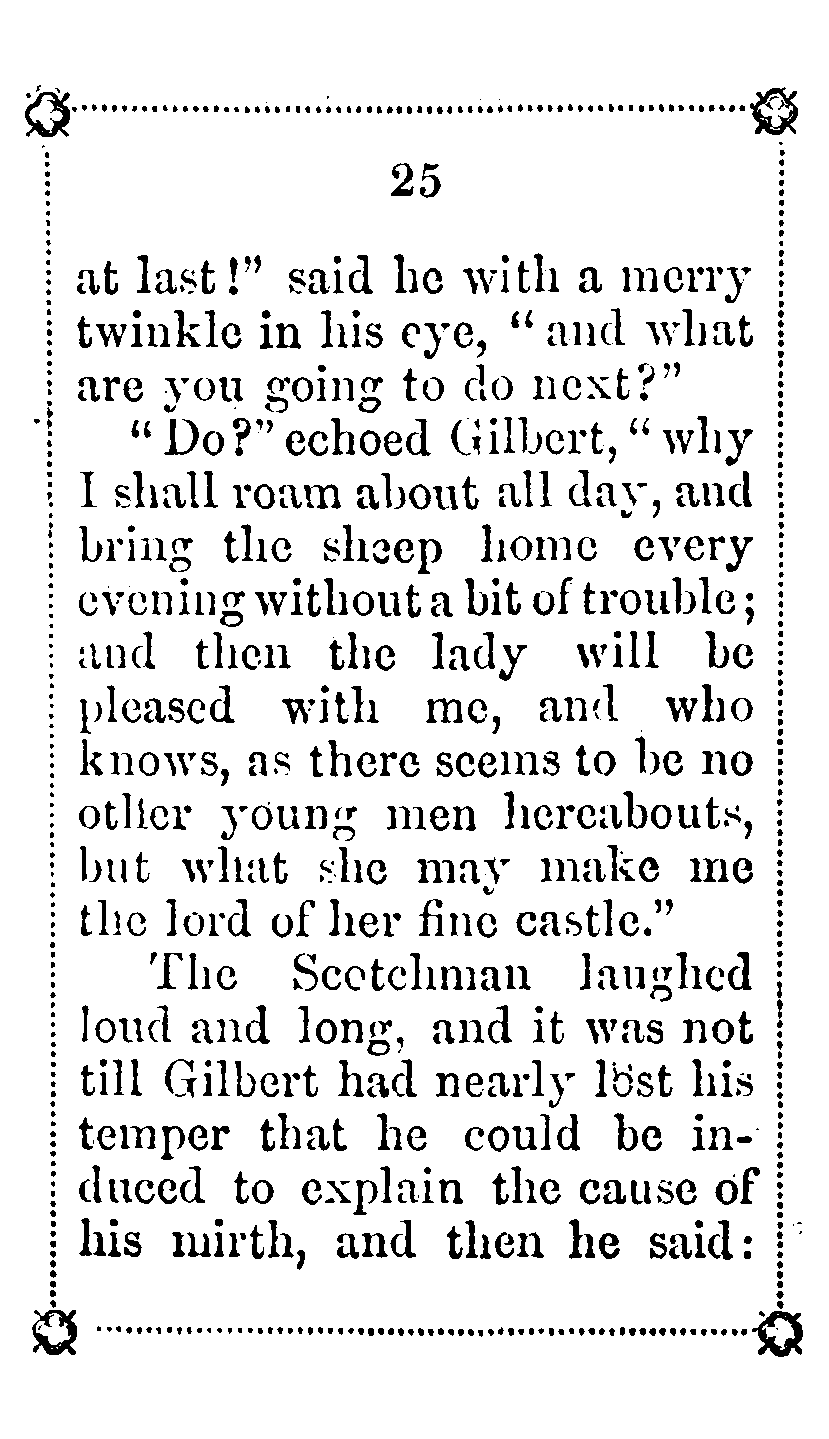 25
at last!" said he with a merry
twinkle in his eye, "and what
are you going to do next?"
"Do?" echoed Gilbert, "why
I shall roam about all day, and
bring the sheep home every
evening without a bit of trouble;
and then the lady will be
pleased with me, and who
knows, as there seems to be no
other young men hereabouts,
but what she may make me
the lord of her fine castle."
The Scotchman laughed
loud and long, and it was not
till Gilbert had nearly lost his
temper that he could be in-
duced to explain the cause of
his mirth, and then he said: